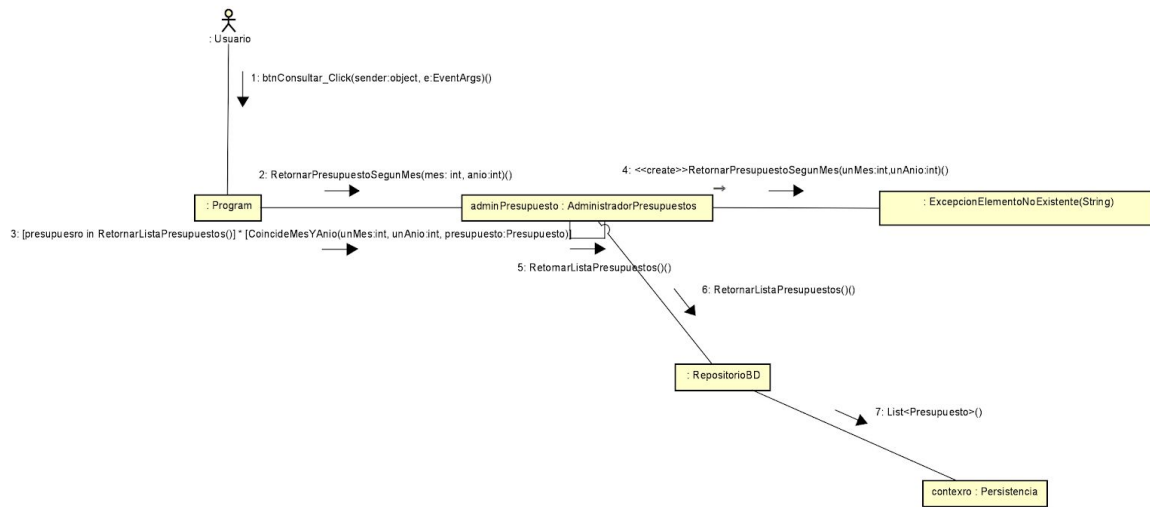 : Usuario
1: btnConsultar_Click(sender:object, e:EventArgs)()
2: RetornarPresupuestoSegunMes(mes: int, anio:int)()
4: <<create>>RetornarPresupuestoSegunMes(unMes:int,unAnio:int)()
: Program
adminPresupuesto : AdministradorPresupuestos
: ExcepcionElementoNoExistente(String)
3: [presupuesro in RetornarListaPresupuestos()] * [CoincideMesYAnio(unMes:int, unAnio:int, presupuesto:Presupuesto)]
5: RetornarListaPresupuestos()()
6: RetornarListaPresupuestos()()
: RepositorioBD
7: List<Presupuesto>()
contexro : Persistencia